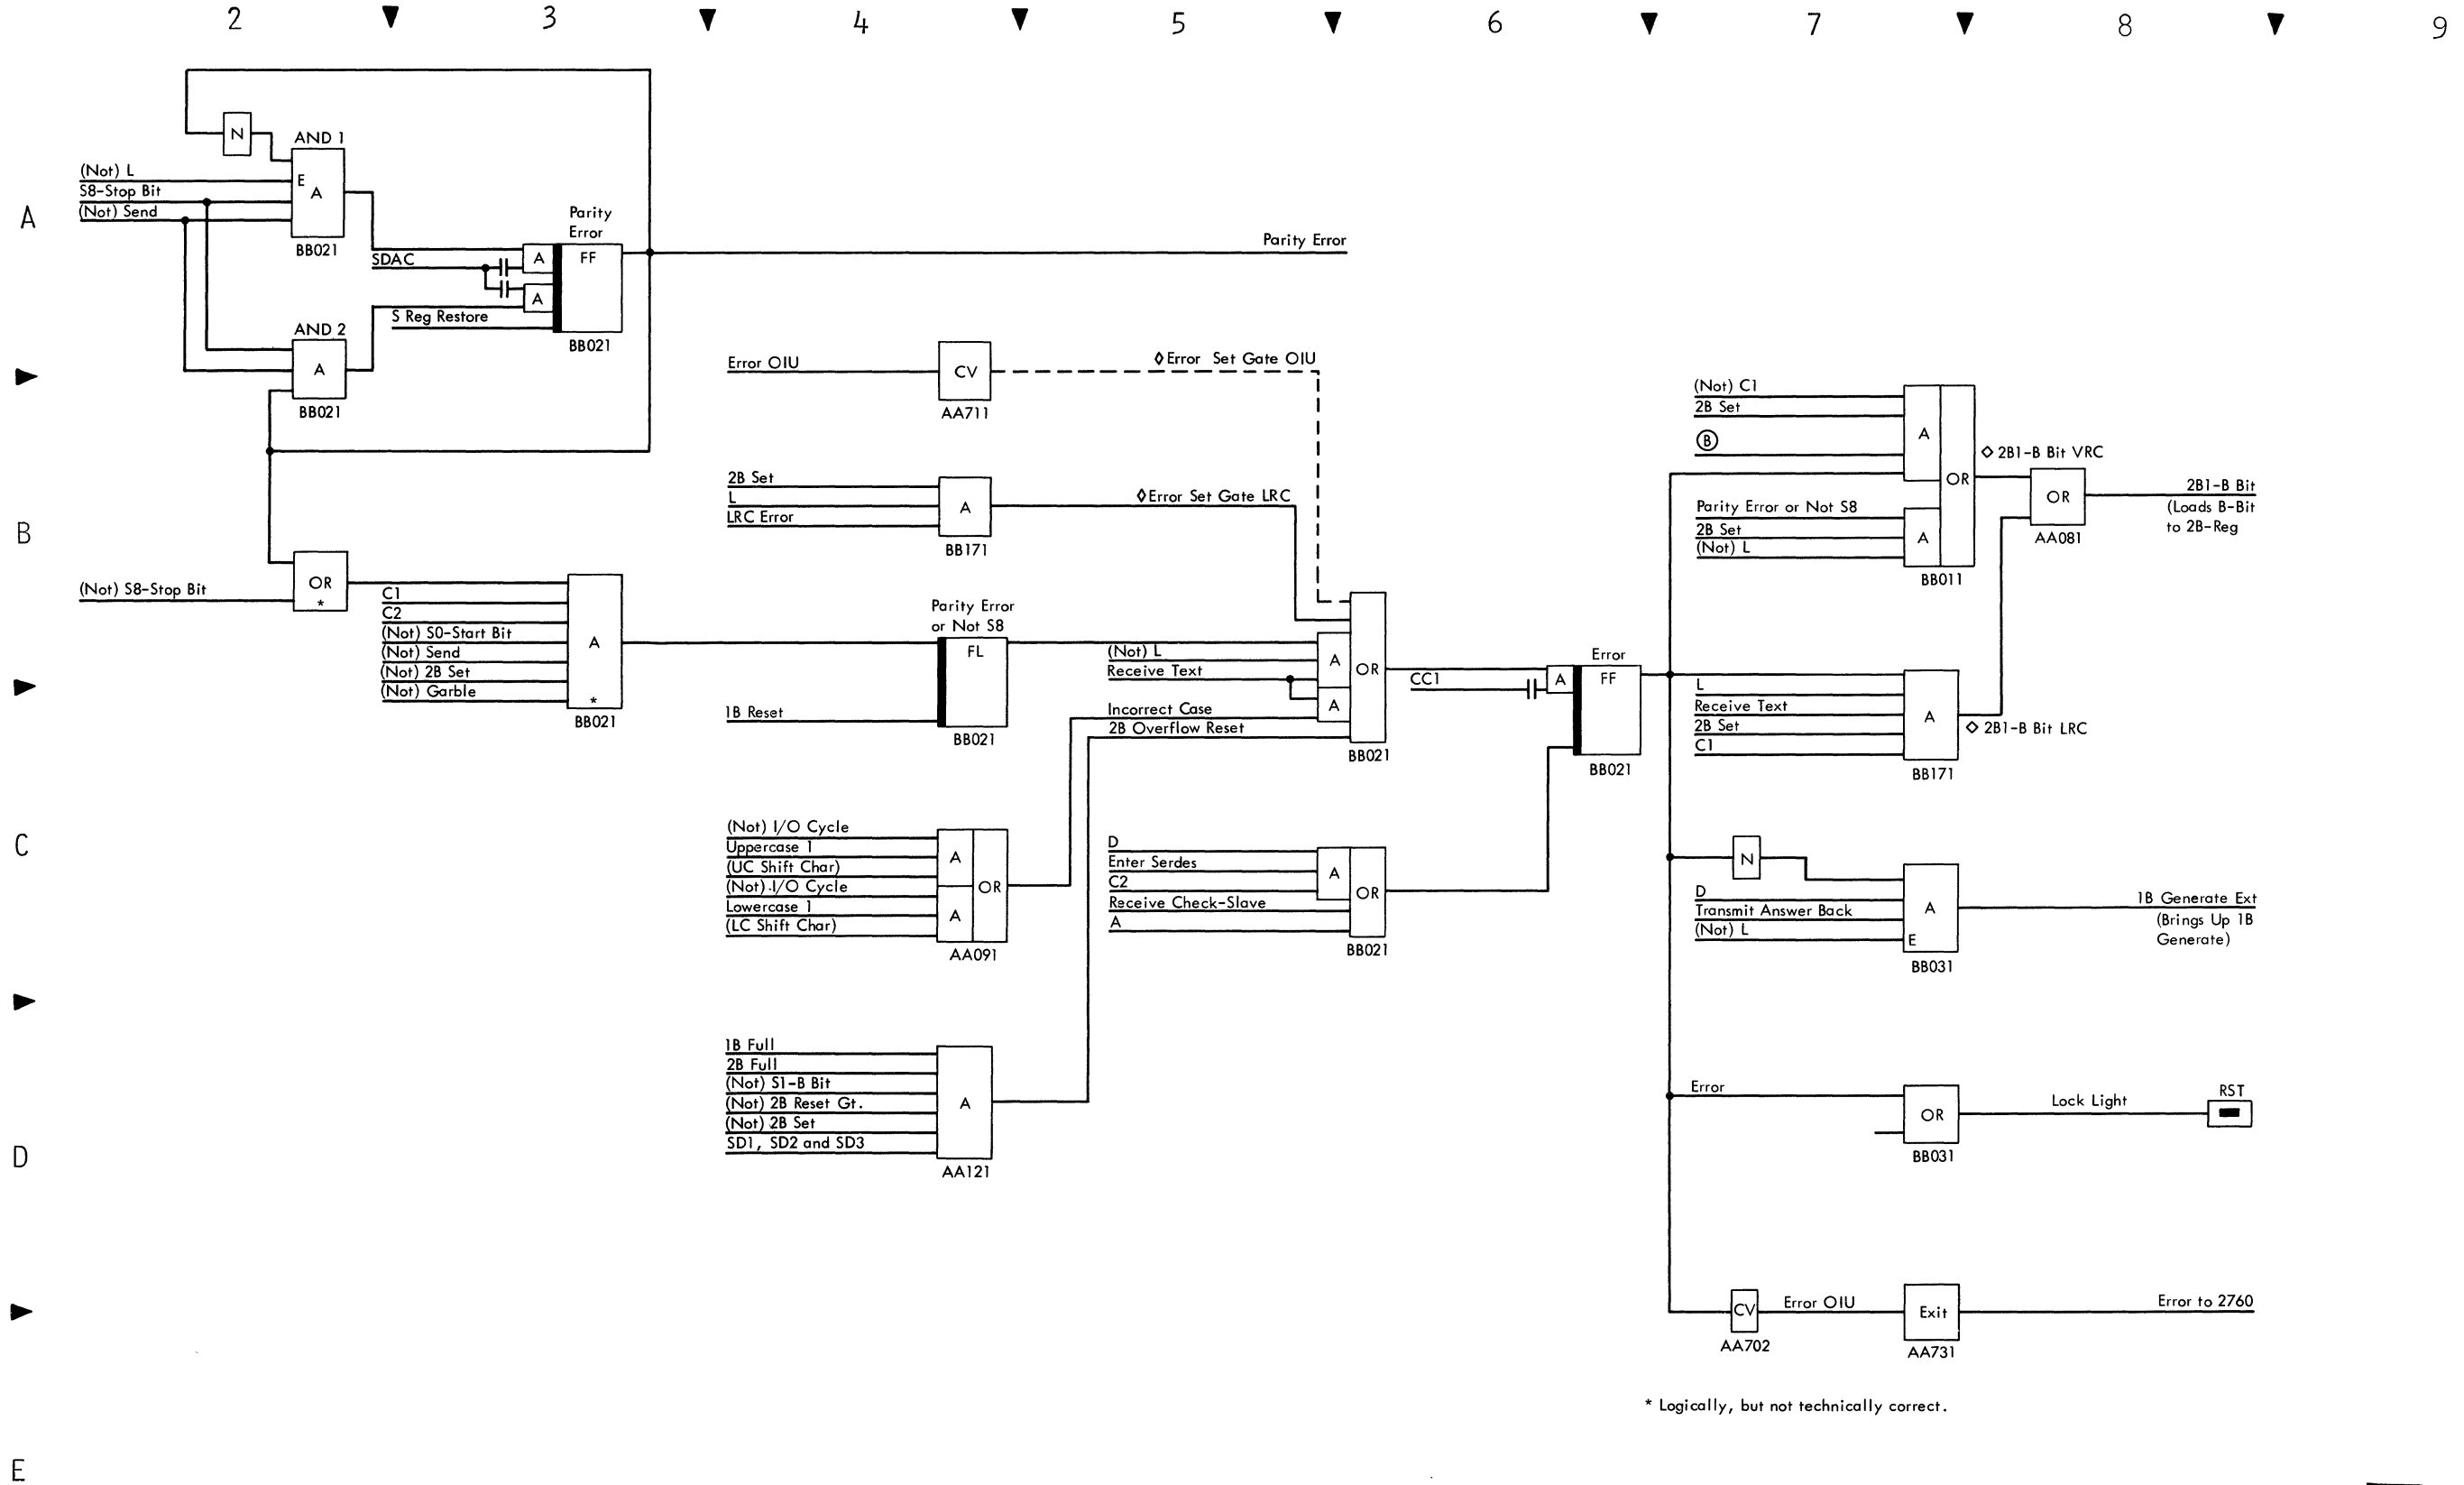 2 3 4 5 6 7 8 9
A
B
C
D
E
N
AND 1
(Not) L
S8-Stop Bit
(Not) Send
E
A
BB021
Parity
Error
SDAC
A
FF
A
S Reg Restore
BB021
Parity Error
AND 2
A
BB021
(Not) S8-Stop Bit
OR
*
C1
C2
(Not) S0-Start Bit
(Not) Send
(Not) 2B Set
(Not) Garble
A
*
BB021
Error OIU
CV
AA711
◊ Error Set Gate OIU
2B Set
L
LRC Error
A
BB171
◊ Error Set Gate LRC
Parity Error
or Not S8
FL
1B Reset
BB021
(Not) L
Receive Text
A
OR
A
Incorrect Case
2B Overflow Reset
BB021
(Not) I/O Cycle
Uppercase 1
(UC Shift Char)
(Not) I/O Cycle
Lowercase 1
(LC Shift Char)
A
OR
A
AA091
D
Enter Serdes
C2
Receive Check-Slave
A
A
OR
BB021
1B Full
2B Full
(Not) S1-B Bit
(Not) 2B Reset Gt.
(Not) 2B Set
SD1, SD2 and SD3
A
AA121
CC1
A
Error
FF
BB021
(Not) C1
2B Set
B
A
OR
Parity Error or Not S8
2B Set
(Not) L
A
BB011
◊ 2B1-B Bit VRC
OR
AA081
2B1-B Bit
(Loads B-Bit
to 2B-Reg
L
Receive Text
2B Set
C1
A
BB171
◊ 2B1-B Bit LRC
N
D
Transmit Answer Back
(Not) L
A
E
BB031
1B Generate Ext
(Brings Up 1B
Generate)
Error
OR
BB031
Lock Light
RST
CV
AA702
Error OIU
Exit
AA731
Error to 2760
* Logically, but not technically correct.